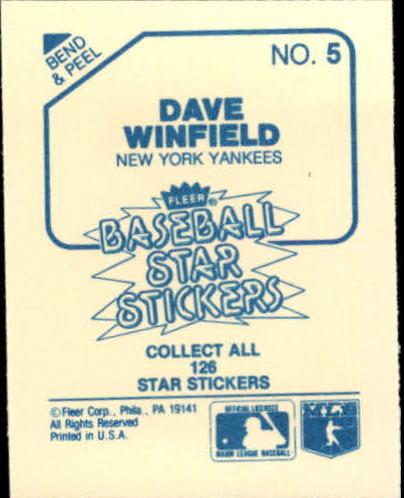 BEND
& PEEL
NO. 5
DAVE
WINFIELD
NEW YORK YANKEES
FLEER®
BASEBALL
STAR
STICKERS
COLLECT ALL
126
STAR STICKERS
© Fleer Corp., Phila., PA 19141
All Rights Reserved
Printed in U.S.A.
OFFICIAL LICENSEE
MAJOR LEAGUE BASEBALL
MLB